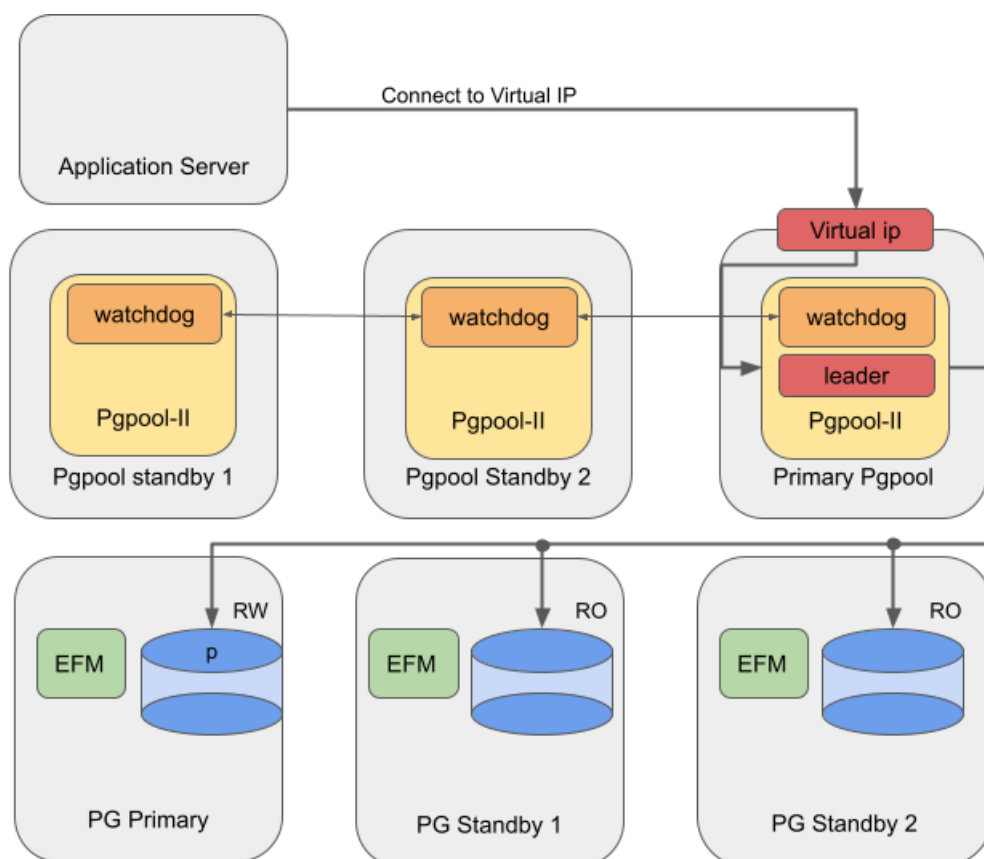 Connect to Virtual IP
Application Server
Virtual ip
watchdog
watchdog
watchdog
leader
Pgpool-II
Pgpool-II
Pgpool-II
Pgpool standby 1
Pgpool Standby 2
Primary Pgpool
RW
RO
RO
EFM
p
EFM
EFM
PG Primary
PG Standby 1
PG Standby 2